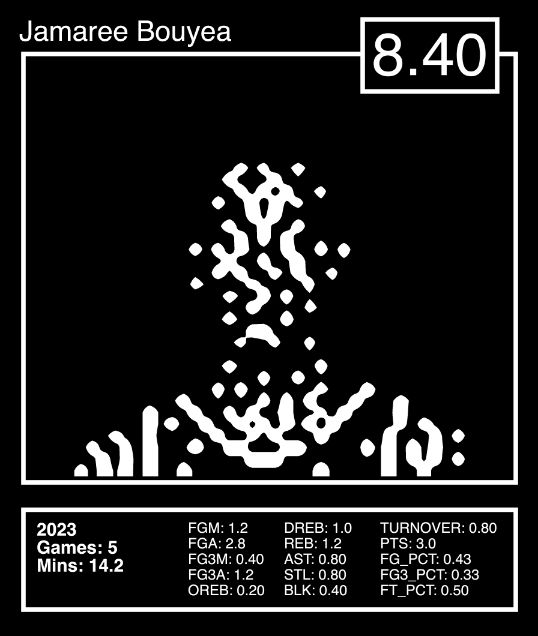 Jamaree Bouyea
8.40
2023
Games: 5
Mins: 14.2
FGM: 1.2
FGA: 2.8
FG3M: 0.40
FG3A: 1.2
OREB: 0.20
DREB: 1.0
REB: 1.2
AST: 0.80
STL: 0.80
BLK: 0.40
TURNOVER: 0.80
PTS: 3.0
FG_PCT: 0.43
FG3_PCT: 0.33
FT_PCT: 0.50